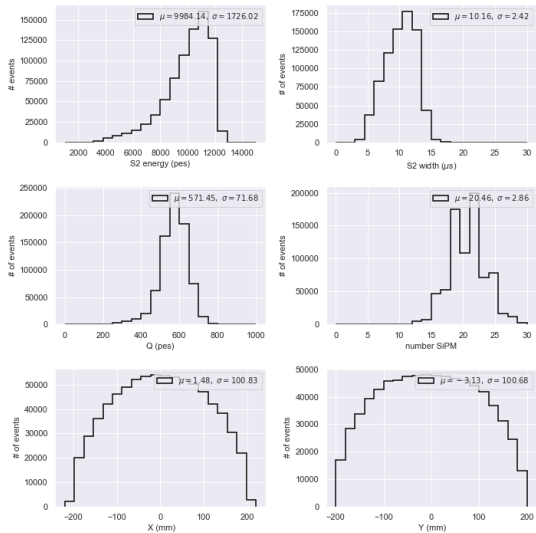 μ=9984.14, σ=1726.02
# of events
150000
125000
100000
75000
50000
25000
0
2000 4000 6000 8000 10000 12000 14000
S2 energy (pes)
μ=10.16, σ=2.42
# of events
175000
150000
125000
100000
75000
50000
25000
0
0 5 10 15 20 25 30
S2 width (μs)
μ=571.45, σ=71.68
# of events
250000
200000
150000
100000
50000
0
0 200 400 600 800 1000
Q (pes)
μ=20.46, σ=2.86
# of events
200000
150000
100000
50000
0
0 5 10 15 20 25 30
number SiPM
μ=1.48, σ=100.83
# of events
50000
40000
30000
20000
10000
0
−200 −100 0 100 200
X (mm)
μ=−3.13, σ=100.68
# of events
50000
40000
30000
20000
10000
0
−200 −100 0 100 200
Y (mm)